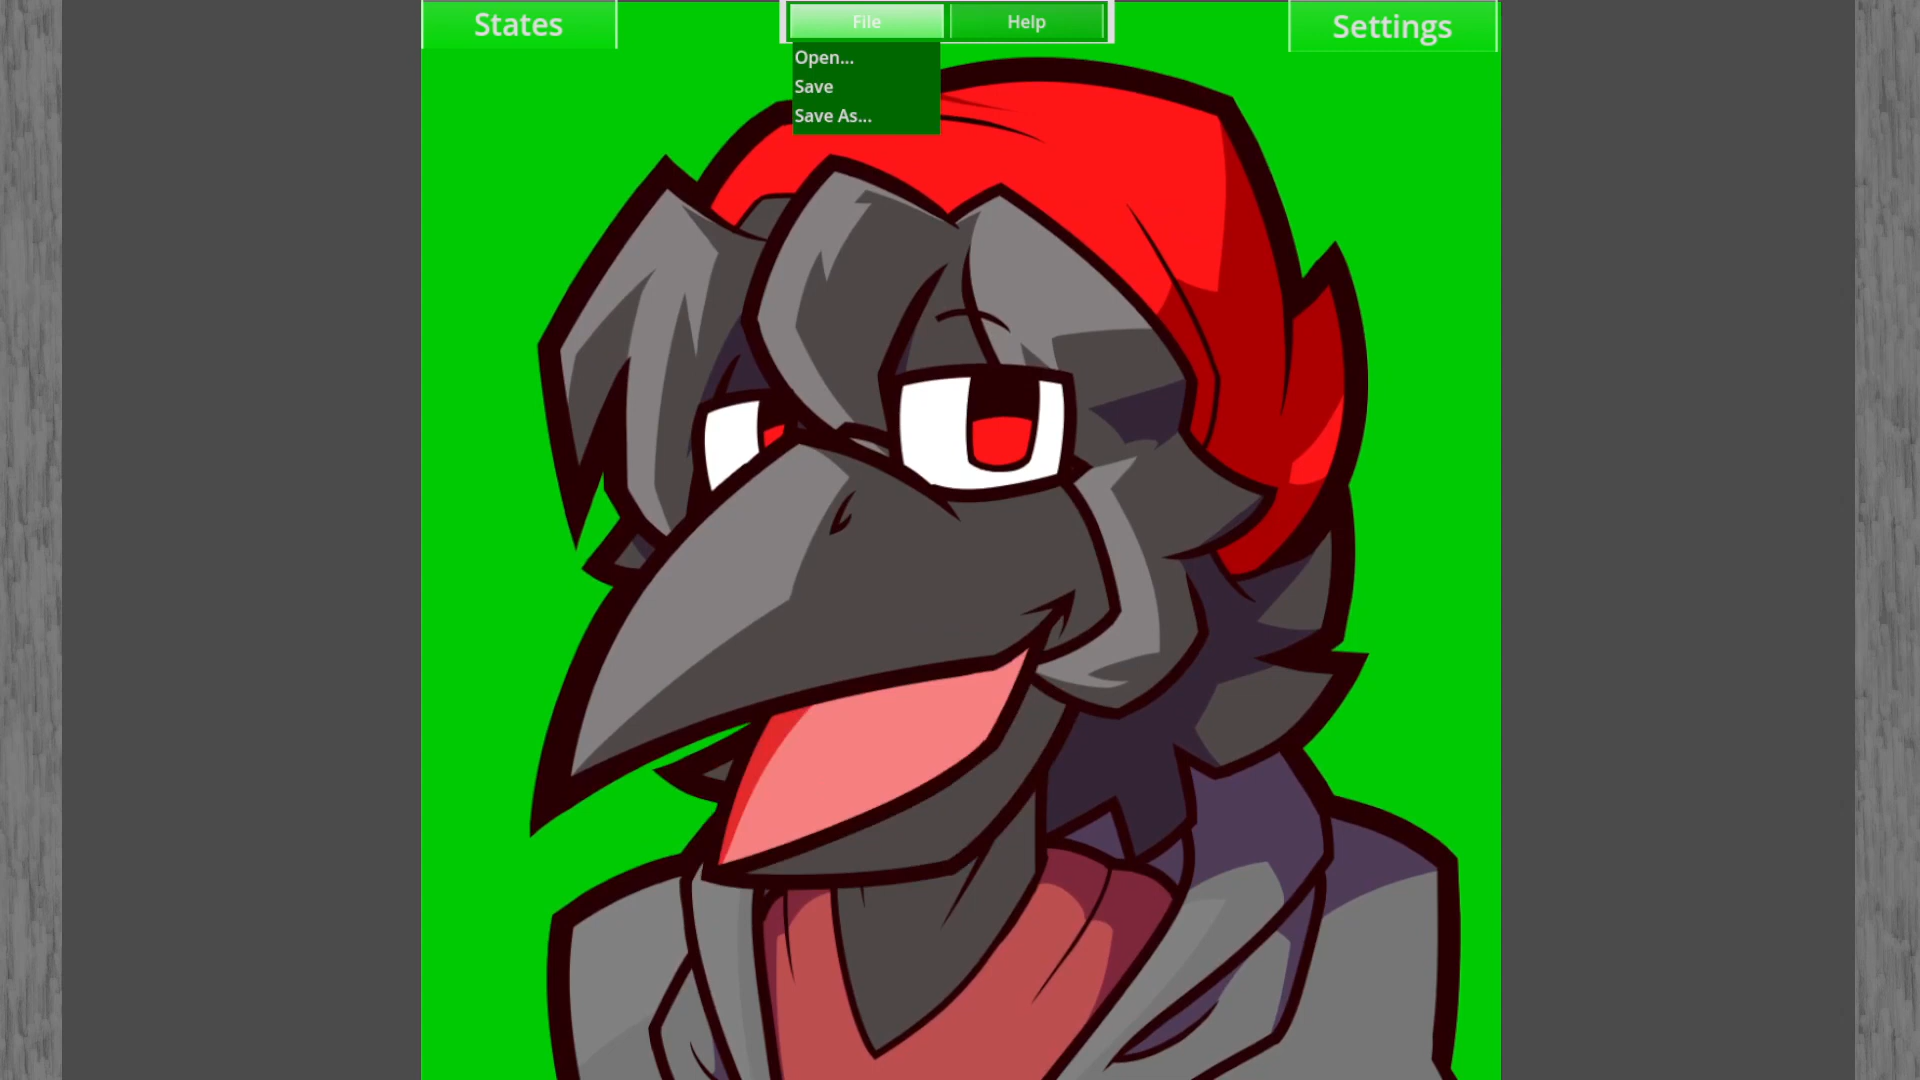 States
File
Help
Settings
Open...
Save
Save As...